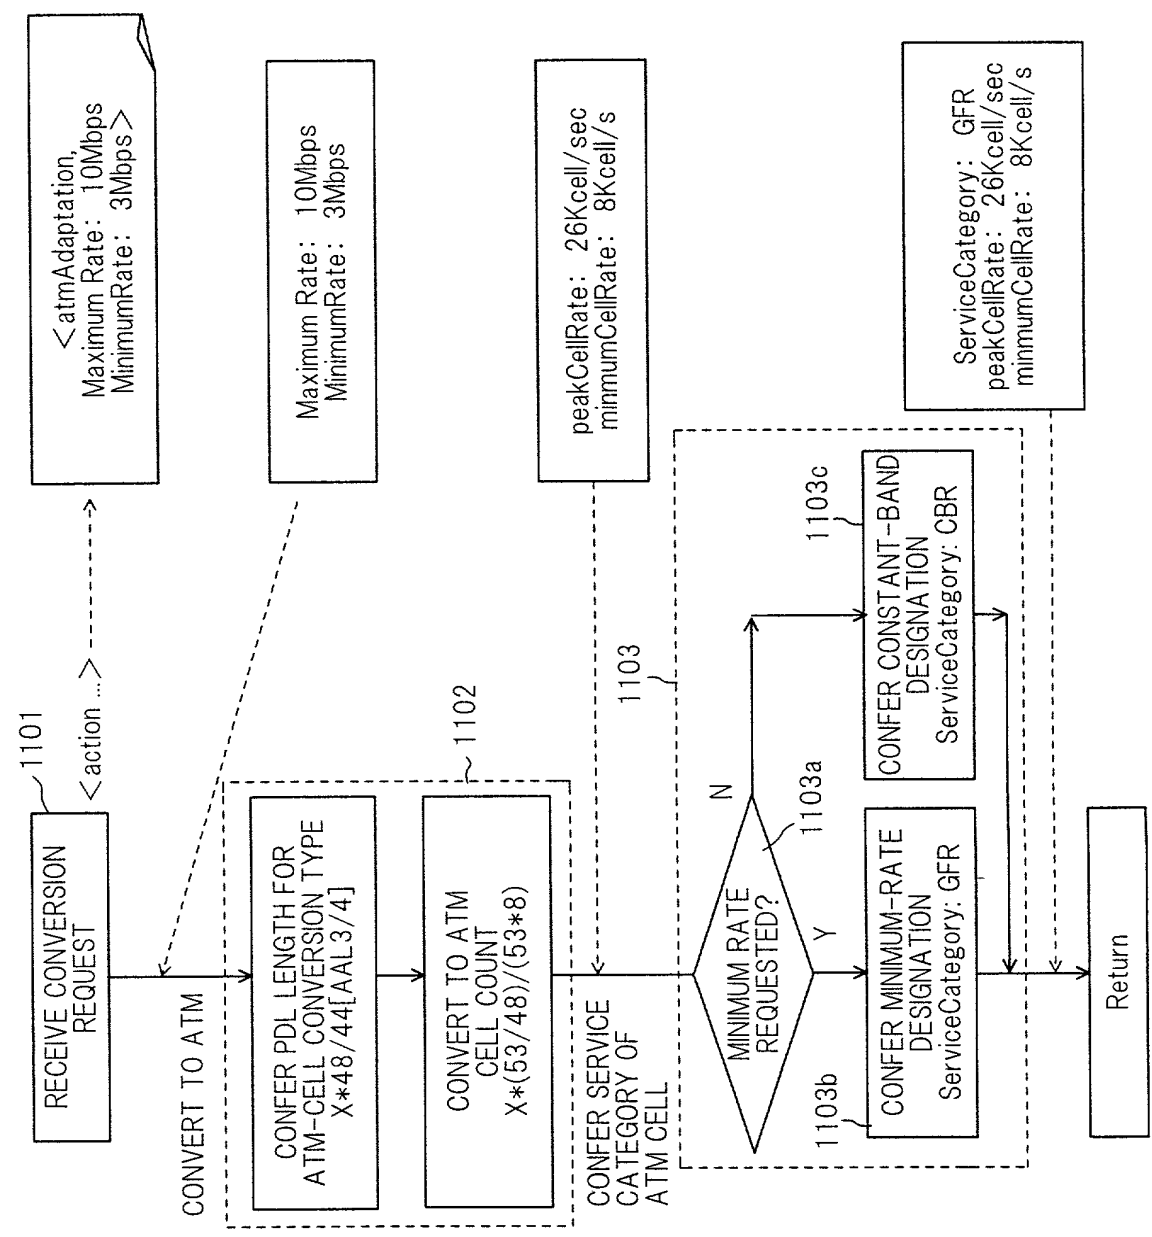 RECEIVE CONVERSION
REQUEST
1101
<action ...>
<atmAdaptation,
Maximum Rate: 10Mbps
MinimumRate: 3Mbps>
CONVERT TO ATM
Maximum Rate: 10Mbps
MinimumRate: 3Mbps
1102
CONFER PDL LENGTH FOR
ATM-CELL CONVERSION TYPE
X*48/44[AAL3/4]
CONVERT TO ATM
CELL COUNT
X*(53/48)/(53*8)
peakCellRate: 26Kcell/sec
minmumCellRate: 8Kcell/s
CONFER SERVICE
CATEGORY OF
ATM CELL
1103
MINIMUM RATE
REQUESTED?
1103a
N
Y
1103b
CONFER MINIMUM-RATE
DESIGNATION
ServiceCategory: GFR
1103c
CONFER CONSTANT-BAND
DESIGNATION
ServiceCategory: CBR
ServiceCategory: GFR
peakCellRate: 26Kcell/sec
minmumCellRate: 8Kcell/s
Return